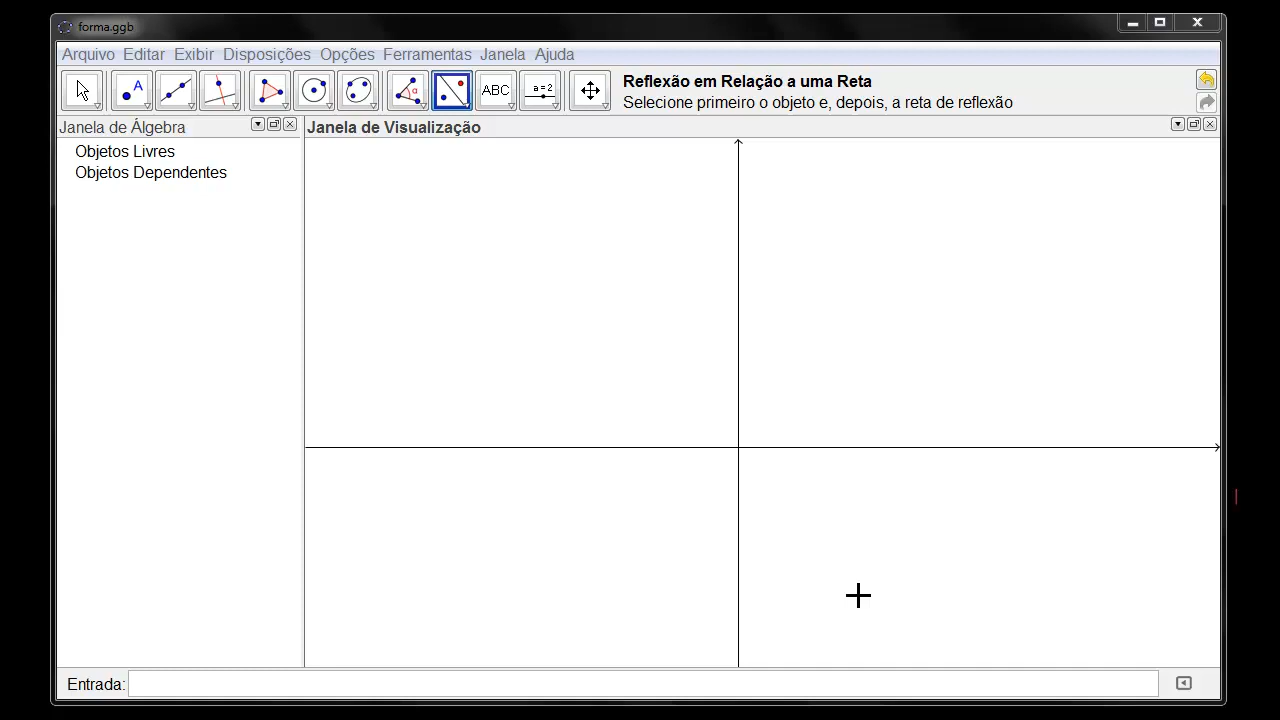 forma.ggb
Arquivo Editar Exibir Disposições Opções Ferramentas Janela Ajuda
A
α
ABC
a=2
Reflexão em Relação a uma Reta
Selecione primeiro o objeto e, depois, a reta de reflexão
Janela de Álgebra
Janela de Visualização
Objetos Livres
Objetos Dependentes
Entrada: